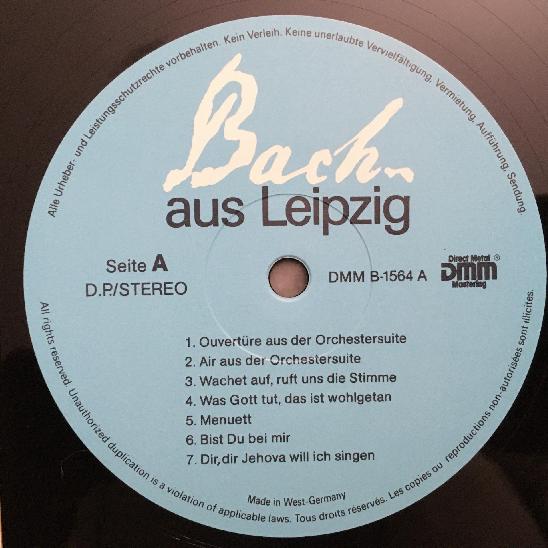 Alle Urheber- und Leistungsschutzrechte vorbehalten. Kein Verleih. Keine unerlaubte Vervielfältigung, Vermietung, Aufführung, Sendung.
Bach
aus Leipzig
Seite A
D.P./STEREO
DMM B-1564 A
Direct Metal ®
DMM
Mastering
1. Ouvertüre aus der Orchestersuite
2. Air aus der Orchestersuite
3. Wachet auf, ruft uns die Stimme
4. Was Gott tut, das ist wohlgetan
5. Menuett
6. Bist Du bei mir
7. Dir, dir Jehova will ich singen
Made in West-Germany
All rights reserved. Unauthorized duplication is a violation of applicable laws. Tous droits réservés. Les copies ou reproductions non-autorisées sont illicites.